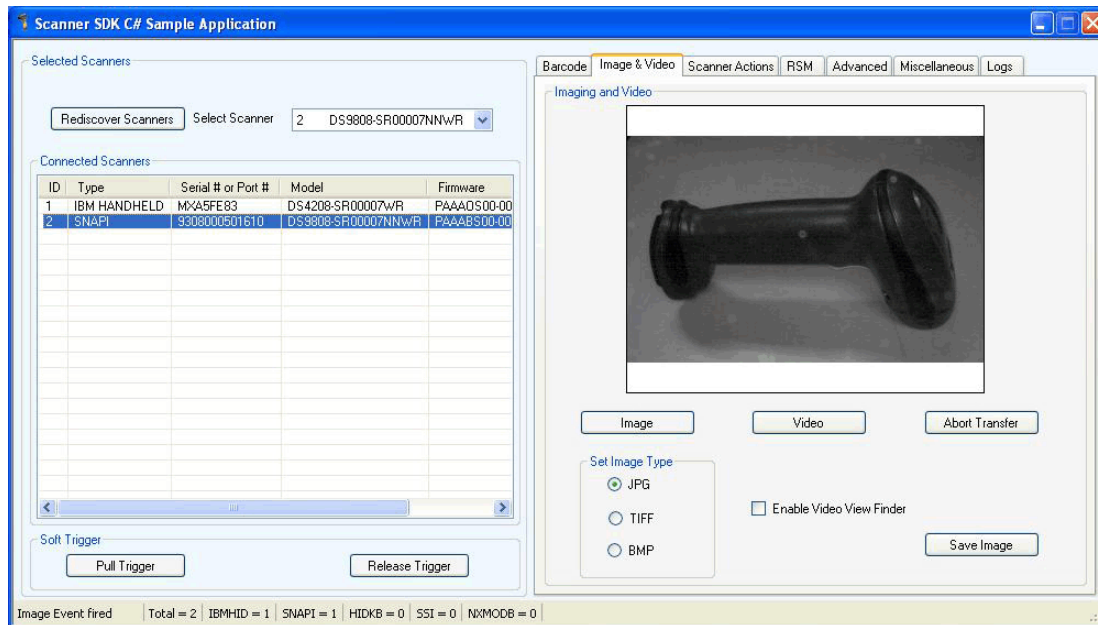 Scanner SDK C# Sample Application
Selected Scanners
Rediscover Scanners Select Scanner 2 DS9808-SR00007NNWR
Connected Scanners
ID Type Serial # or Port # Model Firmware
1 IBM HANDHELD MXA5FE83 DS4208-SR00007WR PAAAOS00-00
2 SNAPI 9308000501610 DS9808-SR00007NNWR PAAABS00-00
Soft Trigger
Pull Trigger Release Trigger
Barcode Image & Video Scanner Actions RSM Advanced Miscellaneous Logs
Imaging and Video
Image Video Abort Transfer
Set Image Type
JPG
TIFF
BMP
Enable Video View Finder
Save Image
Image Event fired Total = 2 IBMHID = 1 SNAPI = 1 HIDKB = 0 SSI = 0 NXMODB = 0